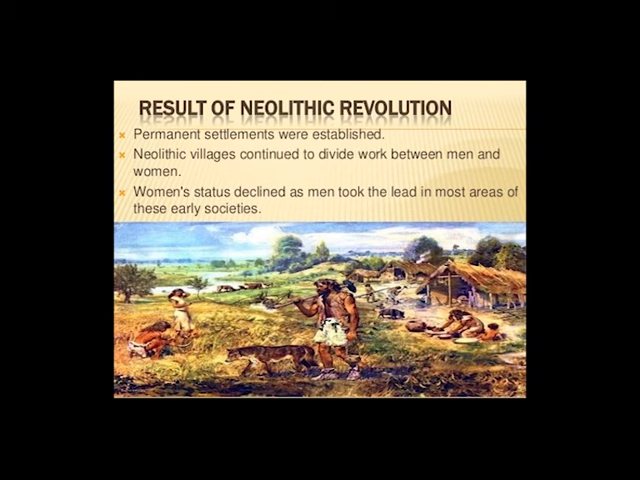 RESULT OF NEOLITHIC REVOLUTION
Permanent settlements were established.
Neolithic villages continued to divide work between men and
women.
Women's status declined as men took the lead in most areas of
these early societies.